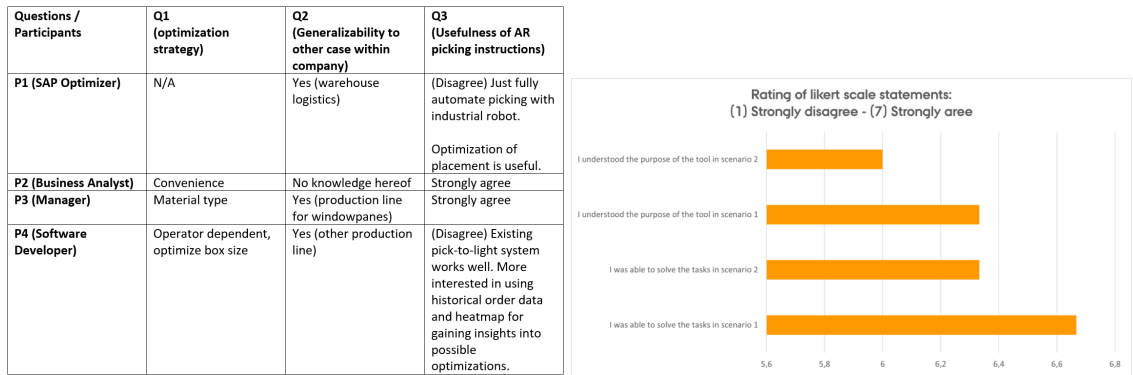 Questions / Participants
Q1
(optimization strategy)
Q2
(Generalizability to other case within company)
Q3
(Usefulness of AR picking instructions)
P1 (SAP Optimizer)
N/A
Yes (warehouse logistics)
(Disagree) Just fully automate picking with industrial robot.
Optimization of placement is useful.
P2 (Business Analyst)
Convenience
No knowledge hereof
Strongly agree
P3 (Manager)
Material type
Yes (production line for windowpanes)
Strongly agree
P4 (Software Developer)
Operator dependent, optimize box size
Yes (other production line)
(Disagree) Existing pick-to-light system works well. More interested in using historical order data and heatmap for gaining insights into possible optimizations.
Rating of likert scale statements:
(1) Strongly disagree - (7) Strongly aree
I understood the purpose of the tool in scenario 2
I understood the purpose of the tool in scenario 1
I was able to solve the tasks in scenario 2
I was able to solve the tasks in scenario 1
5,6 5,8 6 6,2 6,4 6,6 6,8